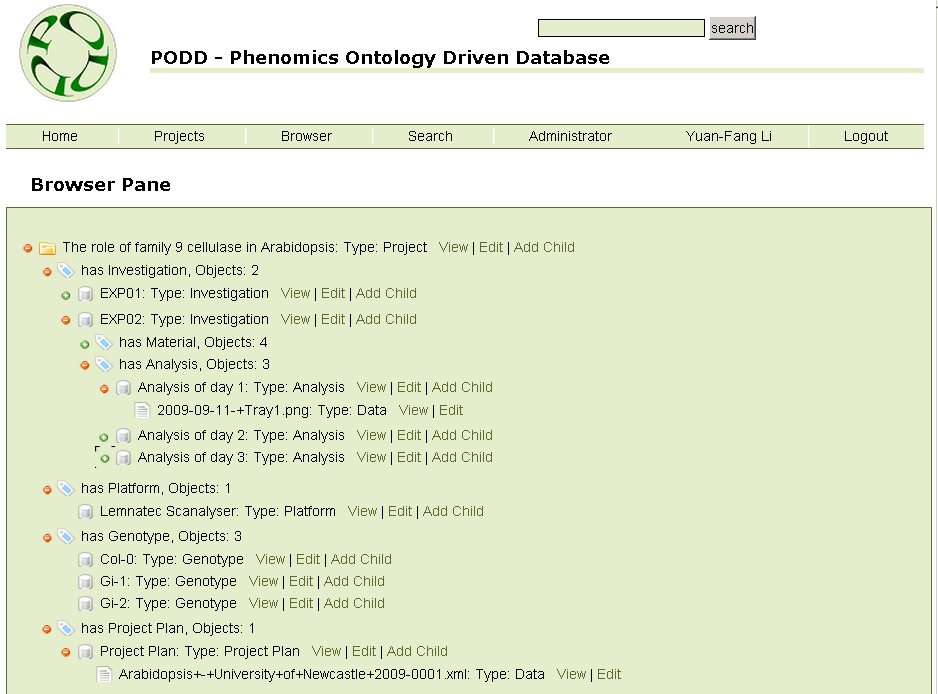 search
PODD - Phenomics Ontology Driven Database
Home Projects Browser Search Administrator Yuan-Fang Li Logout
Browser Pane
The role of family 9 cellulase in Arabidopsis: Type: Project View | Edit | Add Child
has Investigation, Objects: 2
EXP01: Type: Investigation View | Edit | Add Child
EXP02: Type: Investigation View | Edit | Add Child
has Material, Objects: 4
has Analysis, Objects: 3
Analysis of day 1: Type: Analysis View | Edit | Add Child
2009-09-11-+Tray1.png: Type: Data View | Edit
Analysis of day 2: Type: Analysis View | Edit | Add Child
Analysis of day 3: Type: Analysis View | Edit | Add Child
has Platform, Objects: 1
Lemnatec Scanalyser: Type: Platform View | Edit | Add Child
has Genotype, Objects: 3
Col-0: Type: Genotype View | Edit | Add Child
Gi-1: Type: Genotype View | Edit | Add Child
Gi-2: Type: Genotype View | Edit | Add Child
has Project Plan, Objects: 1
Project Plan: Type: Project Plan View | Edit | Add Child
Arabidopsis+-+University+of+Newcastle+2009-0001.xml: Type: Data View | Edit